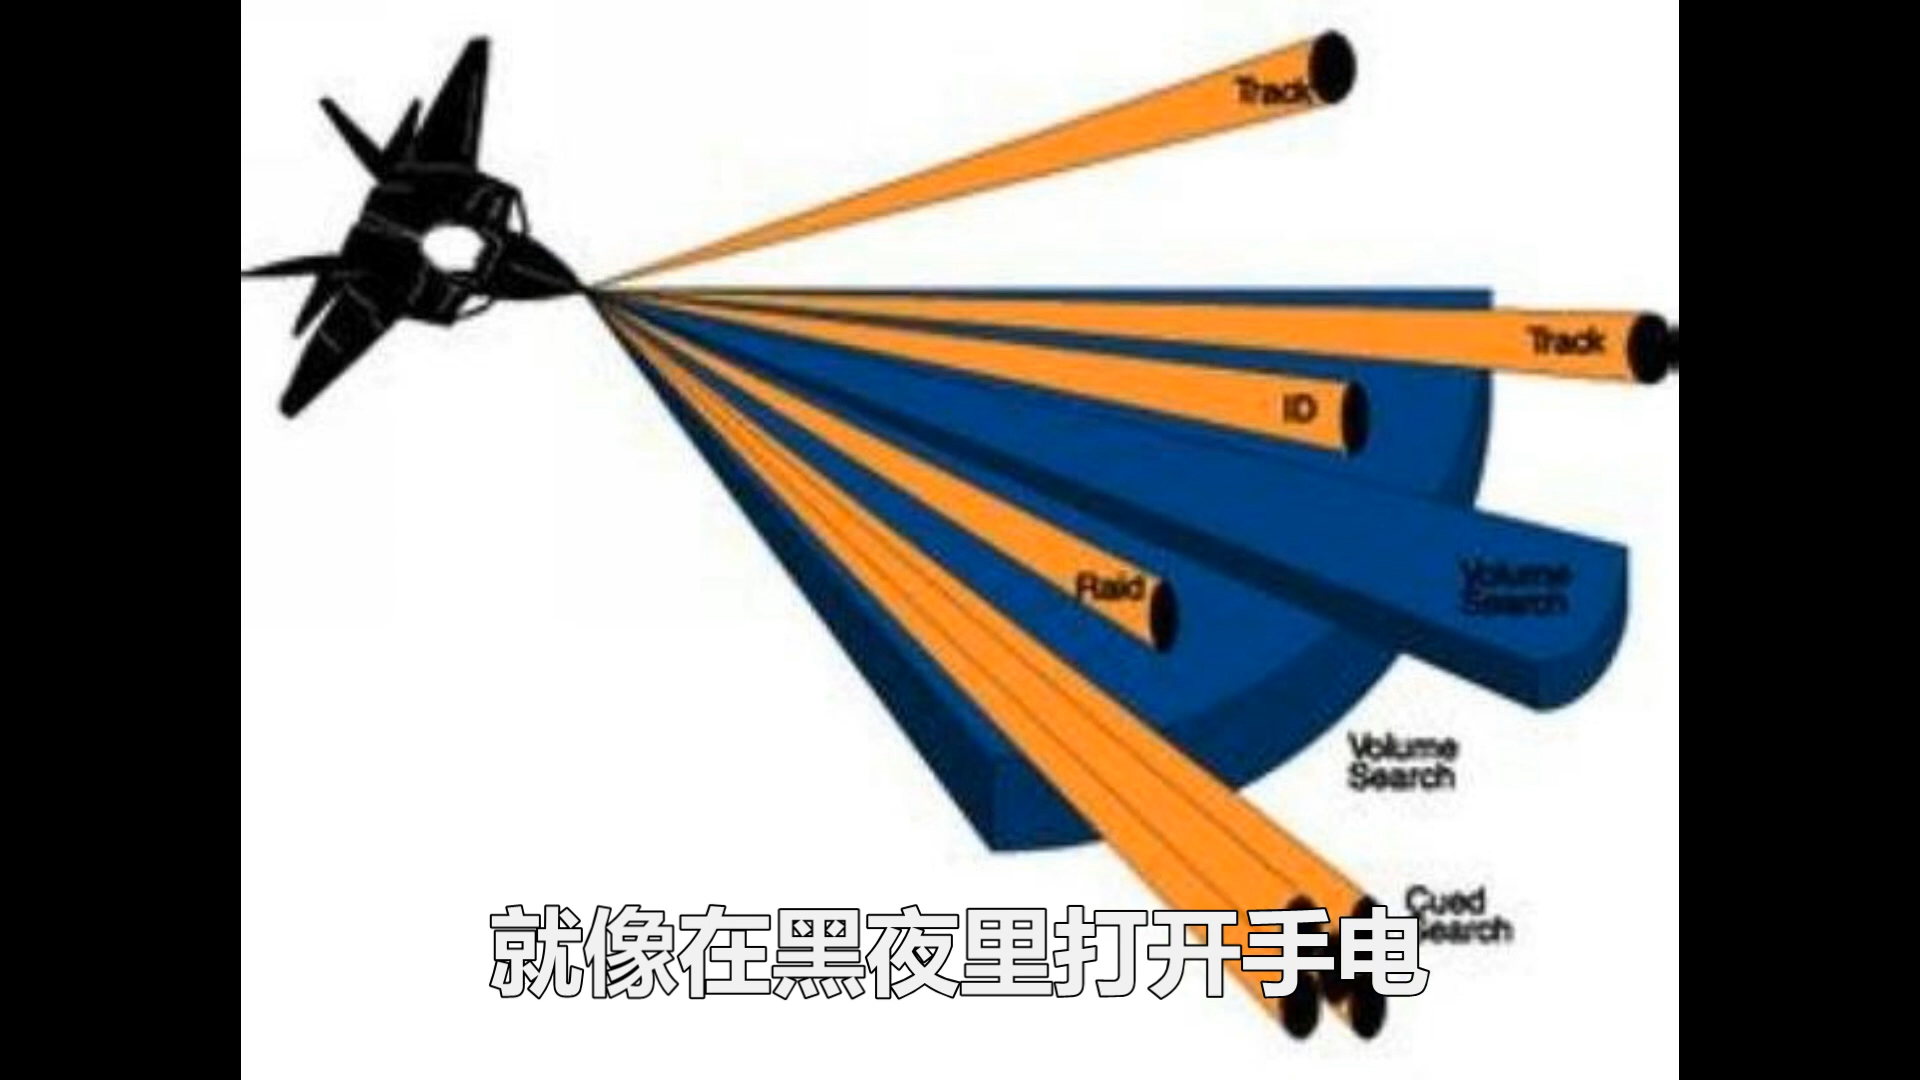 Track
Track
ID
Raid
Volume
Search
Volume
Search
Cued
Search
就像在黑夜里打开手电